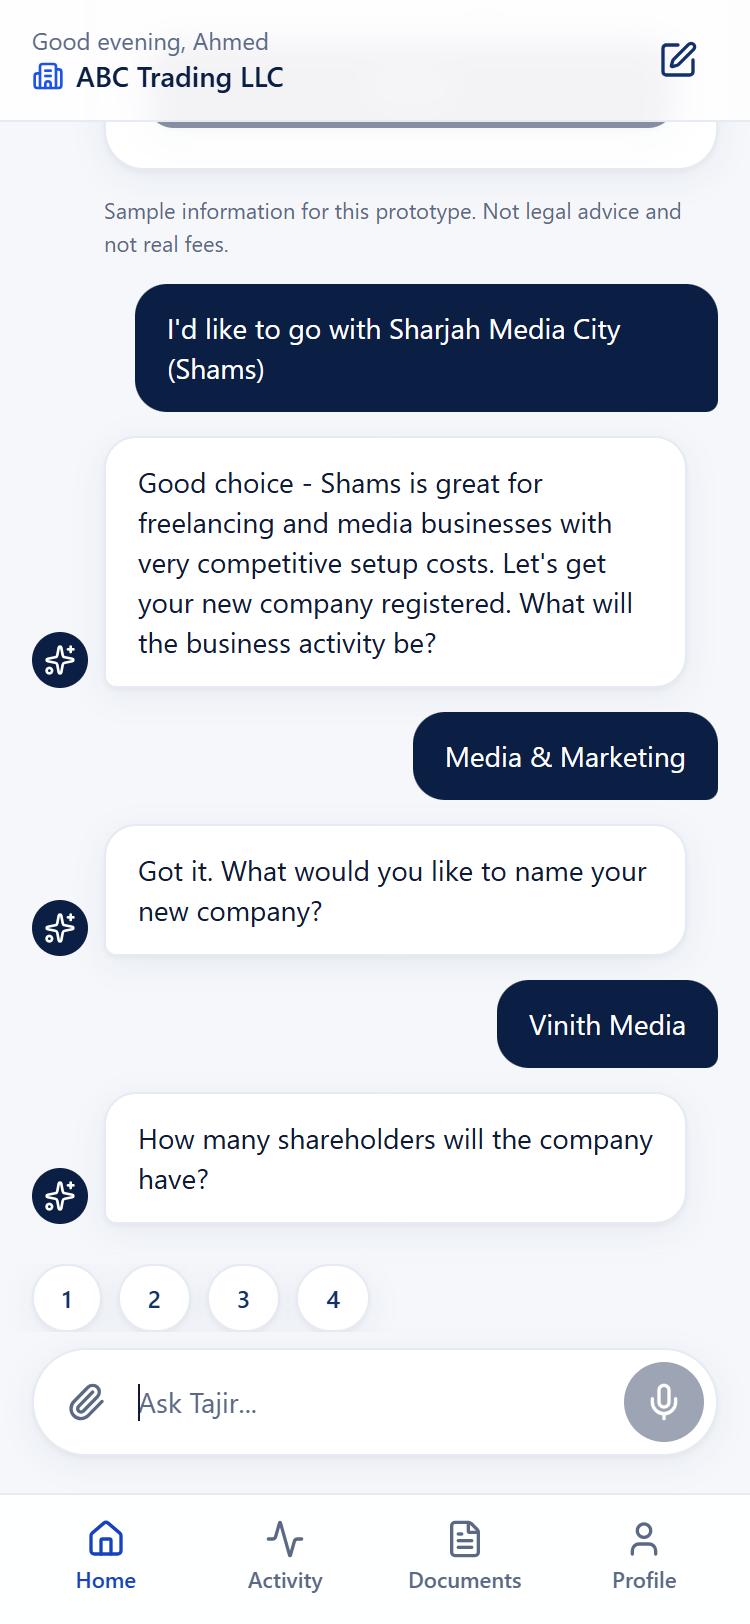 Good evening, Ahmed
ABC Trading LLC
Sample information for this prototype. Not legal advice and
not real fees.
I'd like to go with Sharjah Media City
(Shams)
Good choice - Shams is great for
freelancing and media businesses with
very competitive setup costs. Let's get
your new company registered. What will
the business activity be?
Media & Marketing
Got it. What would you like to name your
new company?
Vinith Media
How many shareholders will the company
have?
1 2 3 4
Ask Tajir...
Home Activity Documents Profile